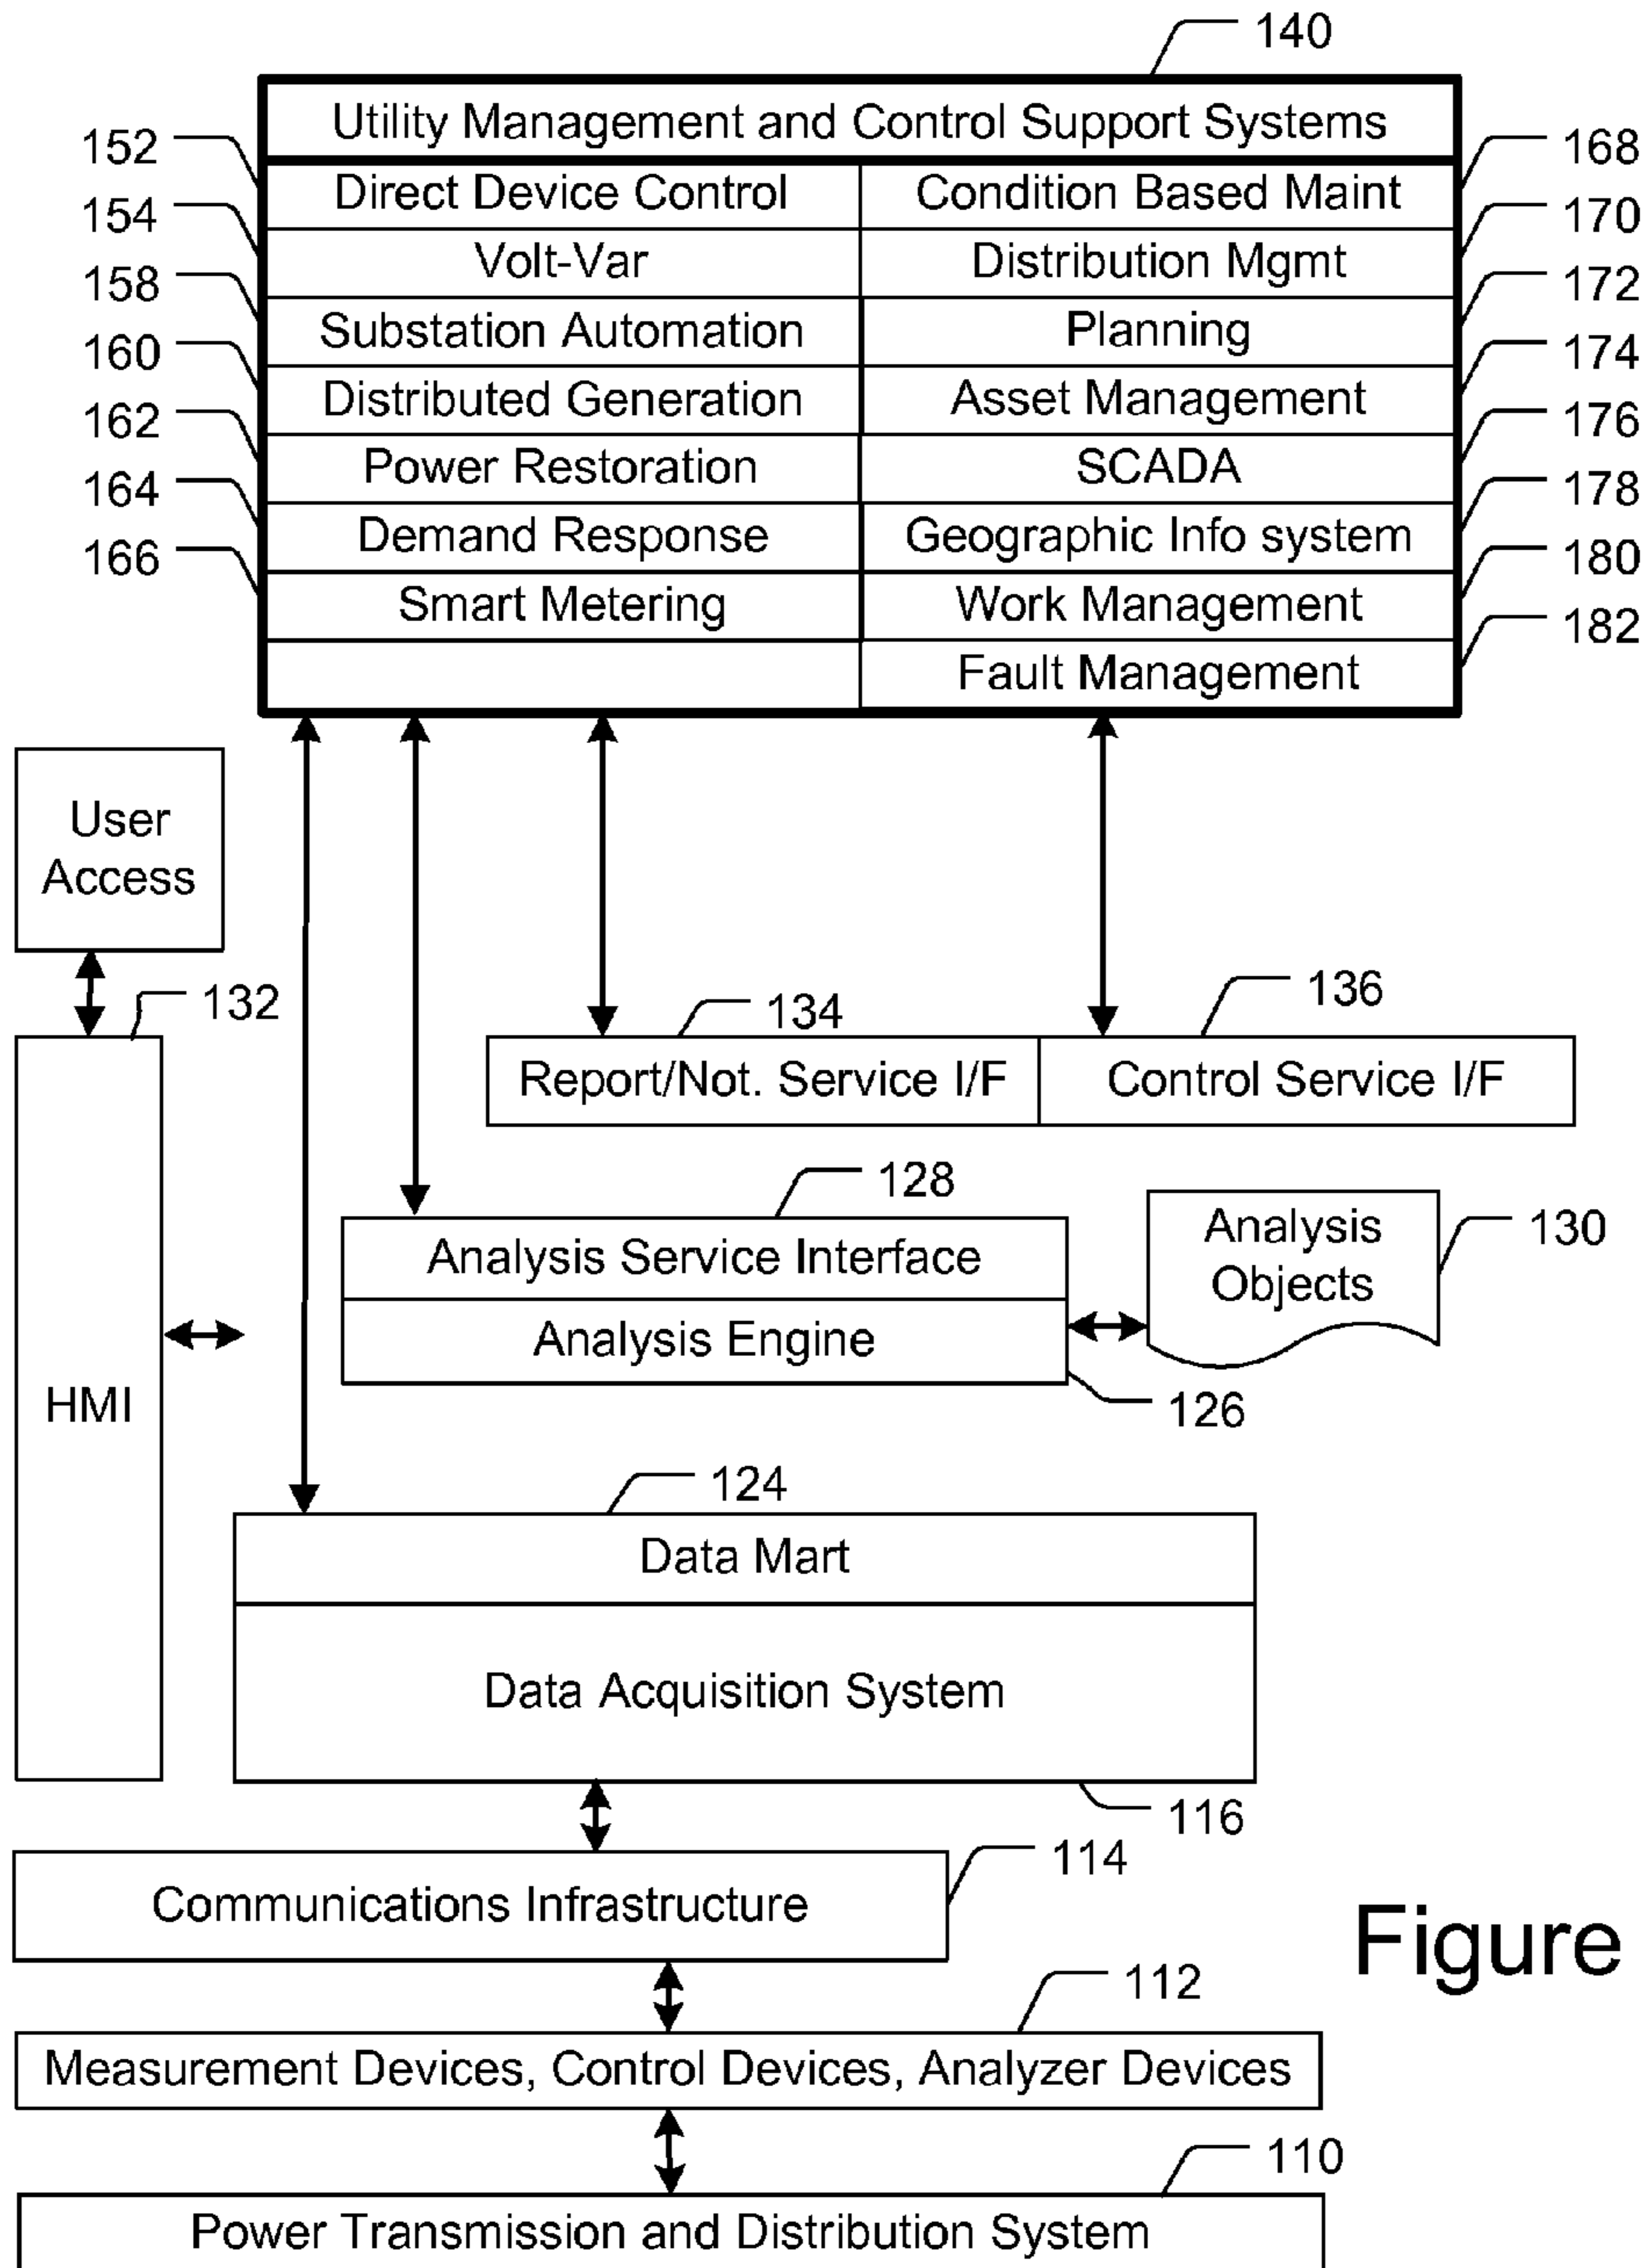 140
Utility Management and Control Support Systems
152
Direct Device Control
Condition Based Maint
168
154
Volt-Var
Distribution Mgmt
170
158
Substation Automation
Planning
172
160
Distributed Generation
Asset Management
174
162
Power Restoration
SCADA
176
164
Demand Response
Geographic Info system
178
166
Smart Metering
Work Management
180
Fault Management
182
User
Access
132
134
136
Report/Not. Service I/F
Control Service I/F
128
Analysis Service Interface
Analysis
Objects
130
Analysis Engine
126
HMI
124
Data Mart
Data Acquisition System
116
114
Communications Infrastructure
Figure
112
Measurement Devices, Control Devices, Analyzer Devices
110
Power Transmission and Distribution System